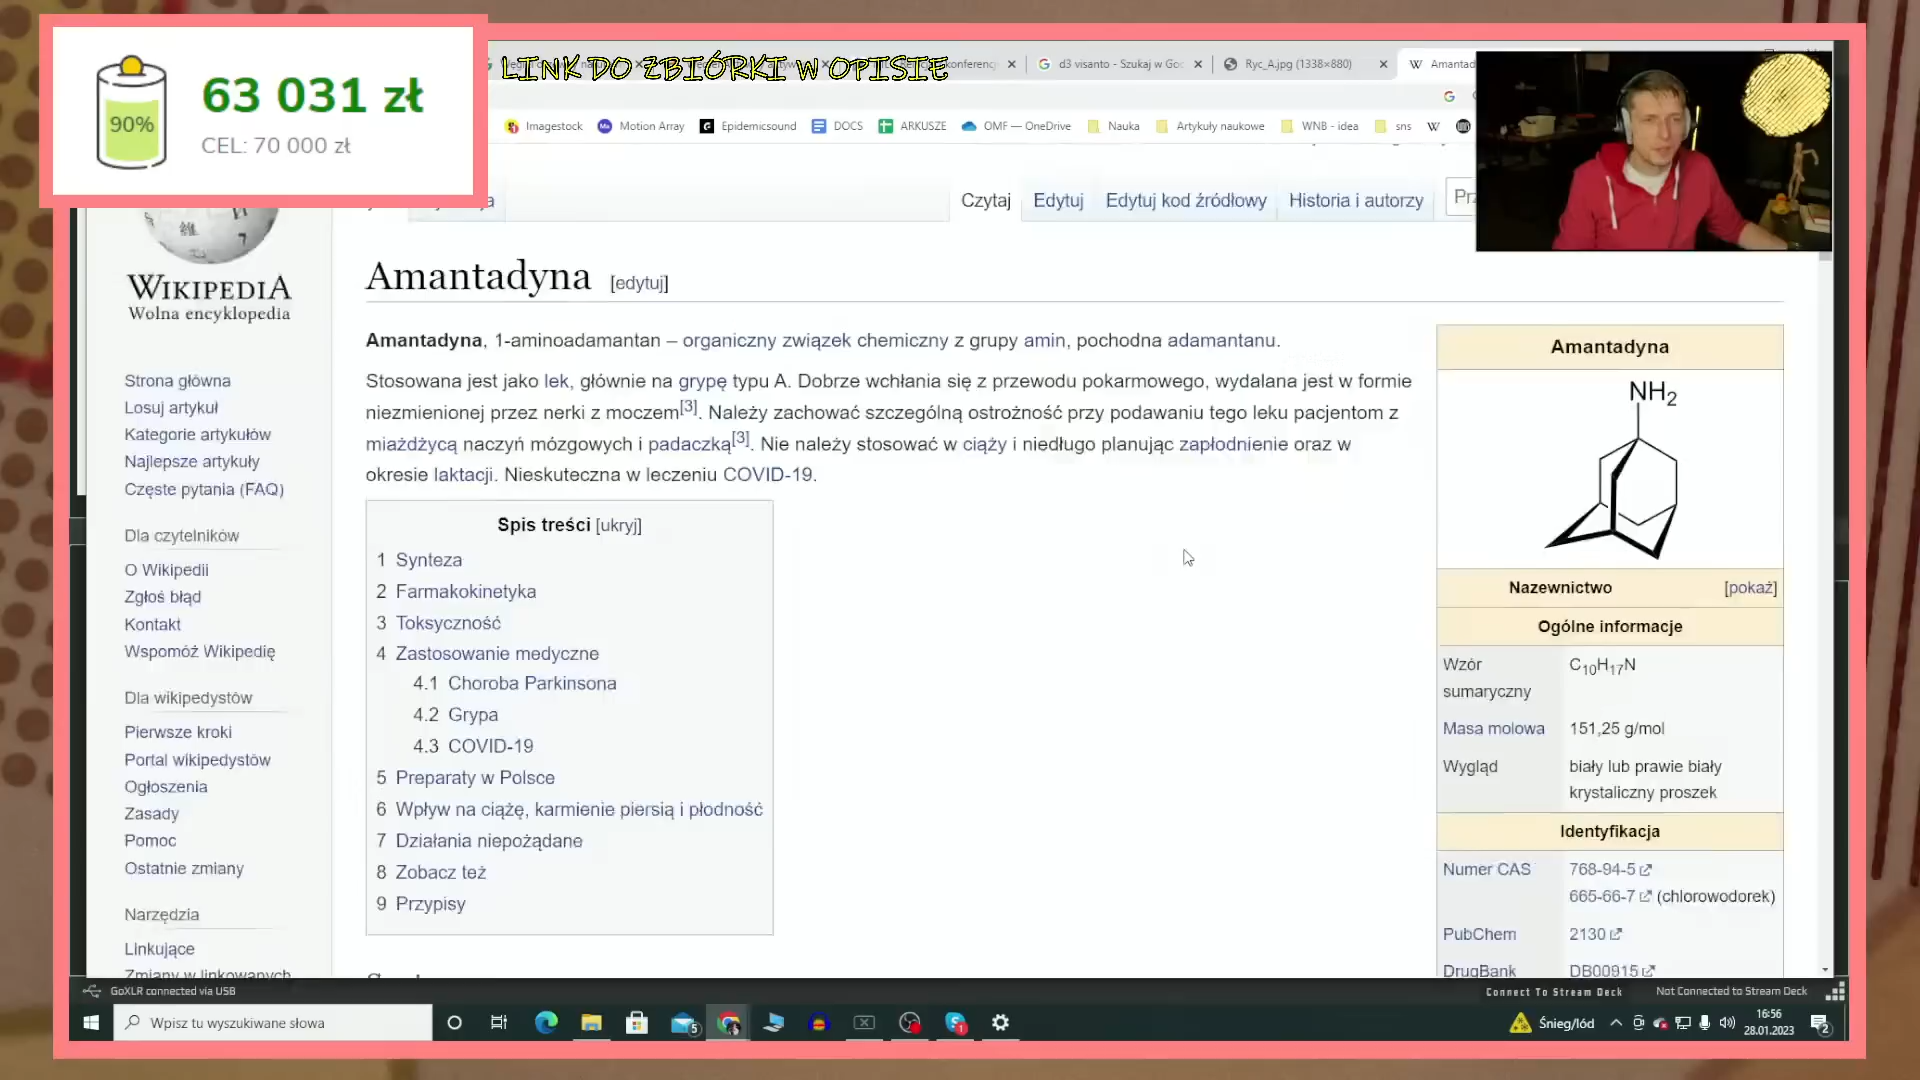 63 031 zł
90%
CEL: 70 000 zł
LINK DO ZBIÓRKI W OPISIE
d3 visanto - Szukaj w Goo
Ryc_A.jpg (1338×880)
Amantad
Imagestock
Motion Array
Epidemicsound
DOCS
ARKUSZE
OMF — OneDrive
Nauka
Artykuły naukowe
WNB - idea
sns
Czytaj
Edytuj
Edytuj kod źródłowy
Historia i autorzy
WIKIPEDIA
Wolna encyklopedia
Strona główna
Losuj artykuł
Kategorie artykułów
Najlepsze artykuły
Częste pytania (FAQ)
Dla czytelników
O Wikipedii
Zgłoś błąd
Kontakt
Wspomóż Wikipedię
Dla wikipedystów
Pierwsze kroki
Portal wikipedystów
Ogłoszenia
Zasady
Pomoc
Ostatnie zmiany
Narzędzia
Linkujące
Zmiany w linkowanych
Amantadyna [edytuj]
Amantadyna, 1-aminoadamantan – organiczny związek chemiczny z grupy amin, pochodna adamantanu.
Stosowana jest jako lek, głównie na grypę typu A. Dobrze wchłania się z przewodu pokarmowego, wydalana jest w formie
niezmienionej przez nerki z moczem[3]. Należy zachować szczególną ostrożność przy podawaniu tego leku pacjentom z
miażdżycą naczyń mózgowych i padaczką[3]. Nie należy stosować w ciąży i niedługo planując zapłodnienie oraz w
okresie laktacji. Nieskuteczna w leczeniu COVID-19.
Spis treści [ukryj]
1 Synteza
2 Farmakokinetyka
3 Toksyczność
4 Zastosowanie medyczne
4.1 Choroba Parkinsona
4.2 Grypa
4.3 COVID-19
5 Preparaty w Polsce
6 Wpływ na ciążę, karmienie piersią i płodność
7 Działania niepożądane
8 Zobacz też
9 Przypisy
Amantadyna
NH2
Nazewnictwo [pokaż]
Ogólne informacje
Wzór sumaryczny C10H17N
Masa molowa 151,25 g/mol
Wygląd biały lub prawie biały
krystaliczny proszek
Identyfikacja
Numer CAS 768-94-5
665-66-7 (chlorowodorek)
PubChem 2130
DrugBank DB00915
GoXLR connected via USB
Connect To Stream Deck
Not Connected to Stream Deck
Wpisz tu wyszukiwane słowa
5
1
Śnieg/lód
16:56
28.01.2023
2